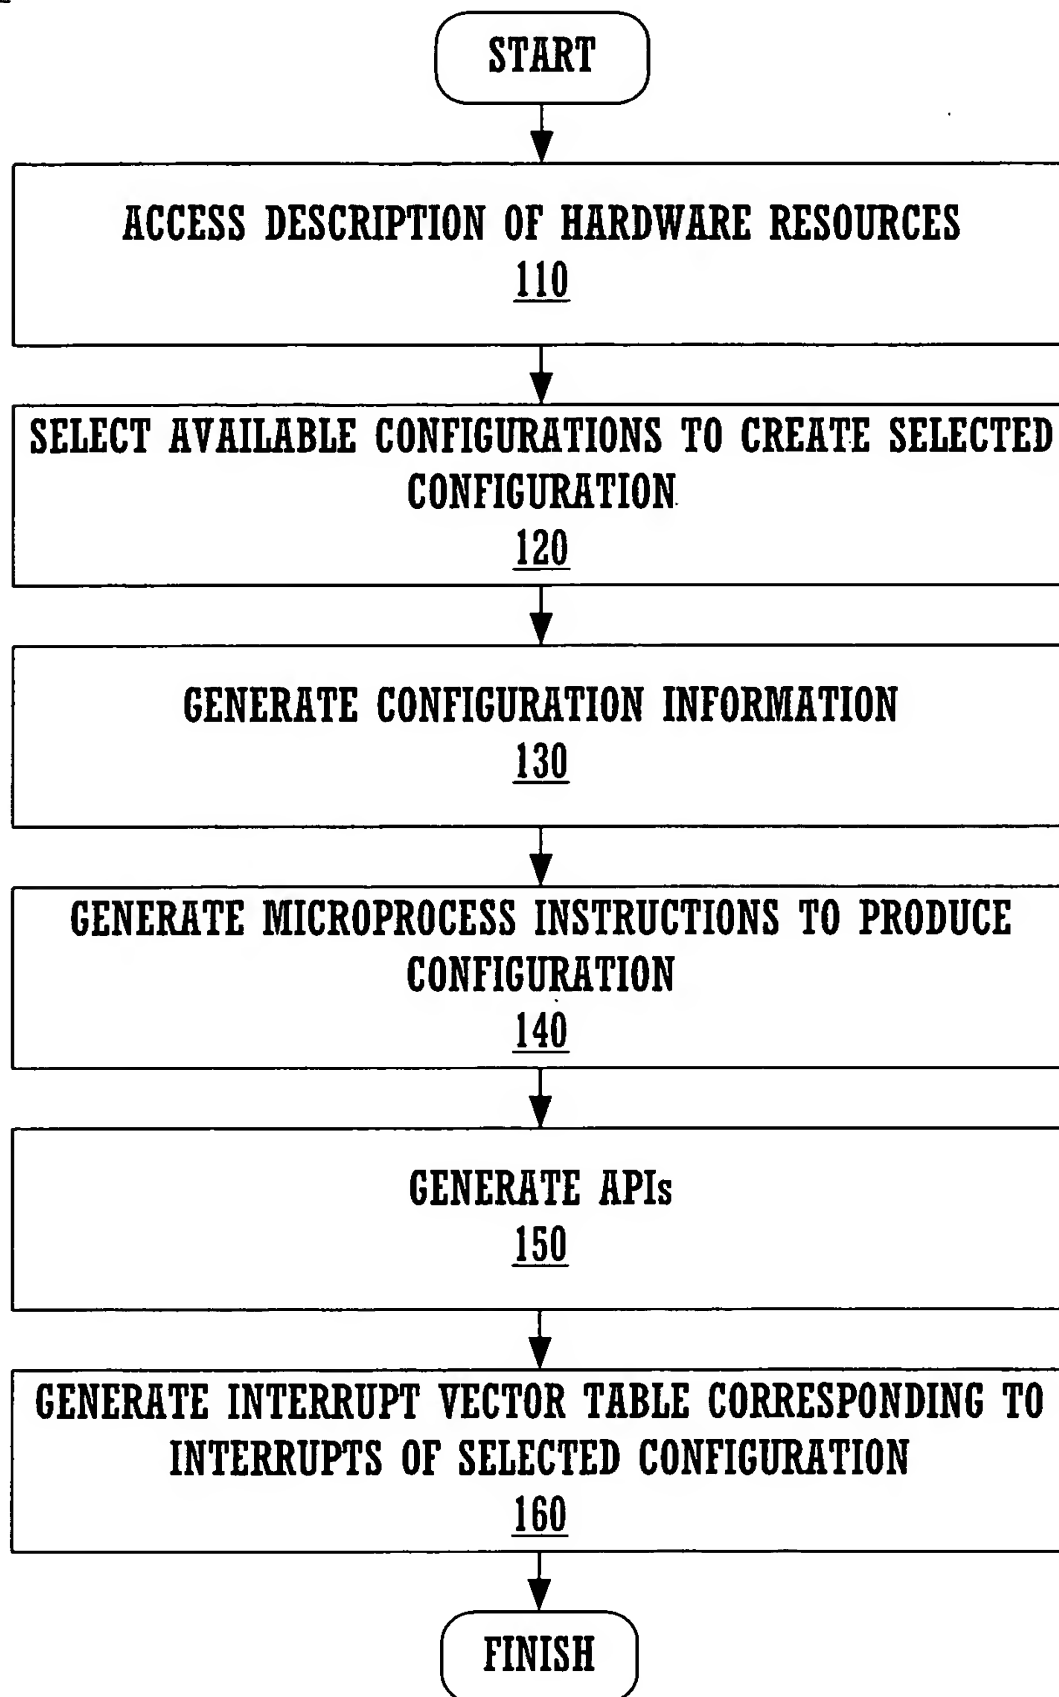 START
ACCESS DESCRIPTION OF HARDWARE RESOURCES
110
SELECT AVAILABLE CONFIGURATIONS TO CREATE SELECTED
CONFIGURATION
120
GENERATE CONFIGURATION INFORMATION
130
GENERATE MICROPROCESS INSTRUCTIONS TO PRODUCE
CONFIGURATION
140
GENERATE APIs
150
GENERATE INTERRUPT VECTOR TABLE CORRESPONDING TO
INTERRUPTS OF SELECTED CONFIGURATION
160
FINISH